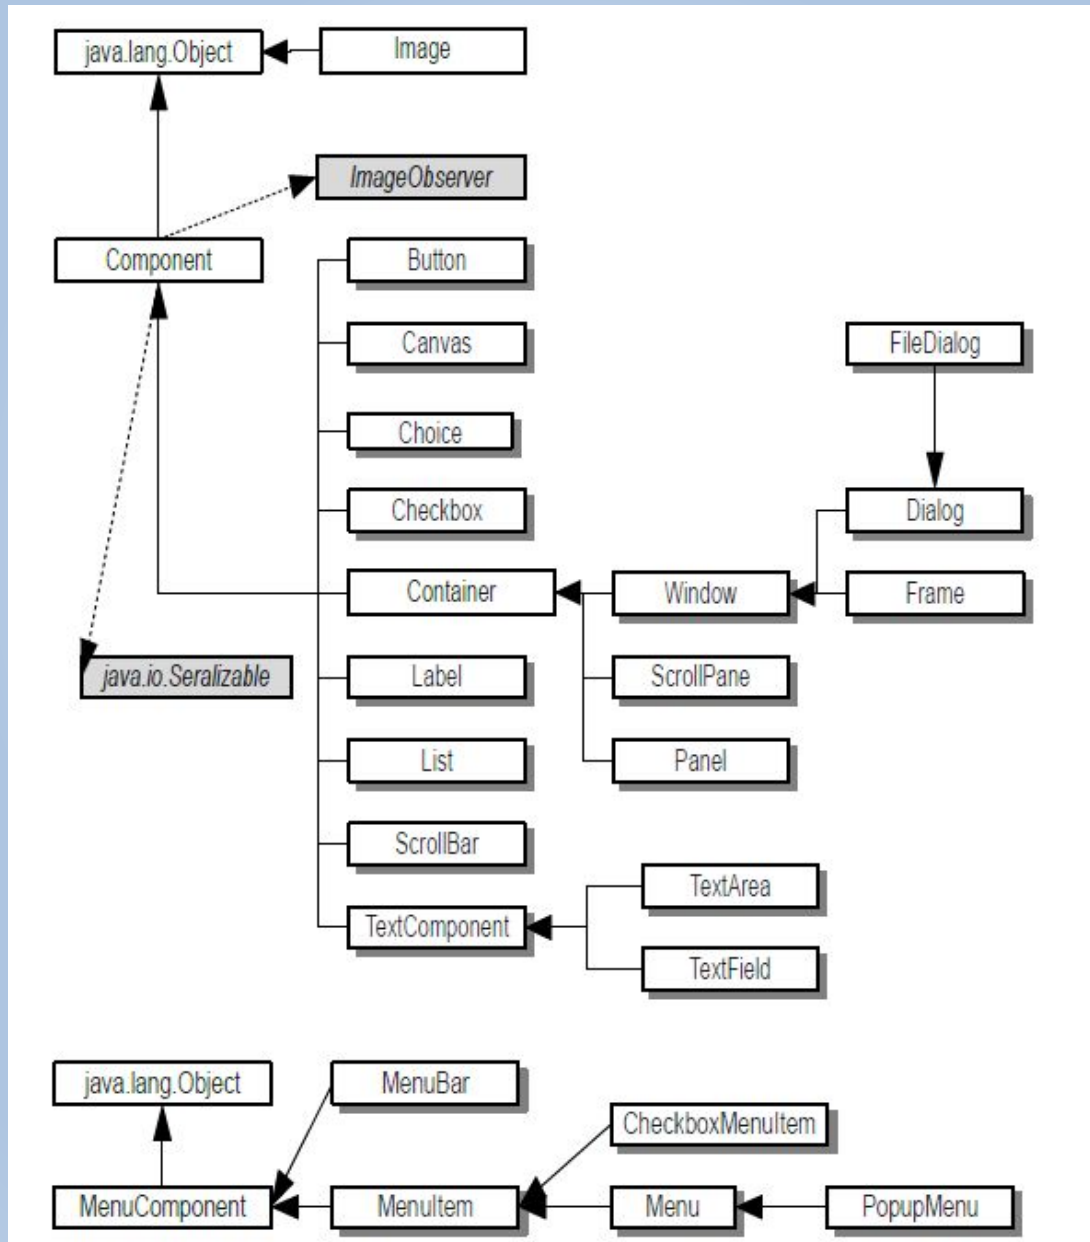 java.lang.Object
Image
ImageObserver
Component
Button
Canvas
FileDialog
Choice
Checkbox
Dialog
Container
Window
Frame
java.io.Seralizable
Label
ScrollPane
List
Panel
ScrollBar
TextArea
TextComponent
TextField
java.lang.Object
MenuBar
CheckboxMenuItem
MenuComponent
MenuItem
Menu
PopupMenu